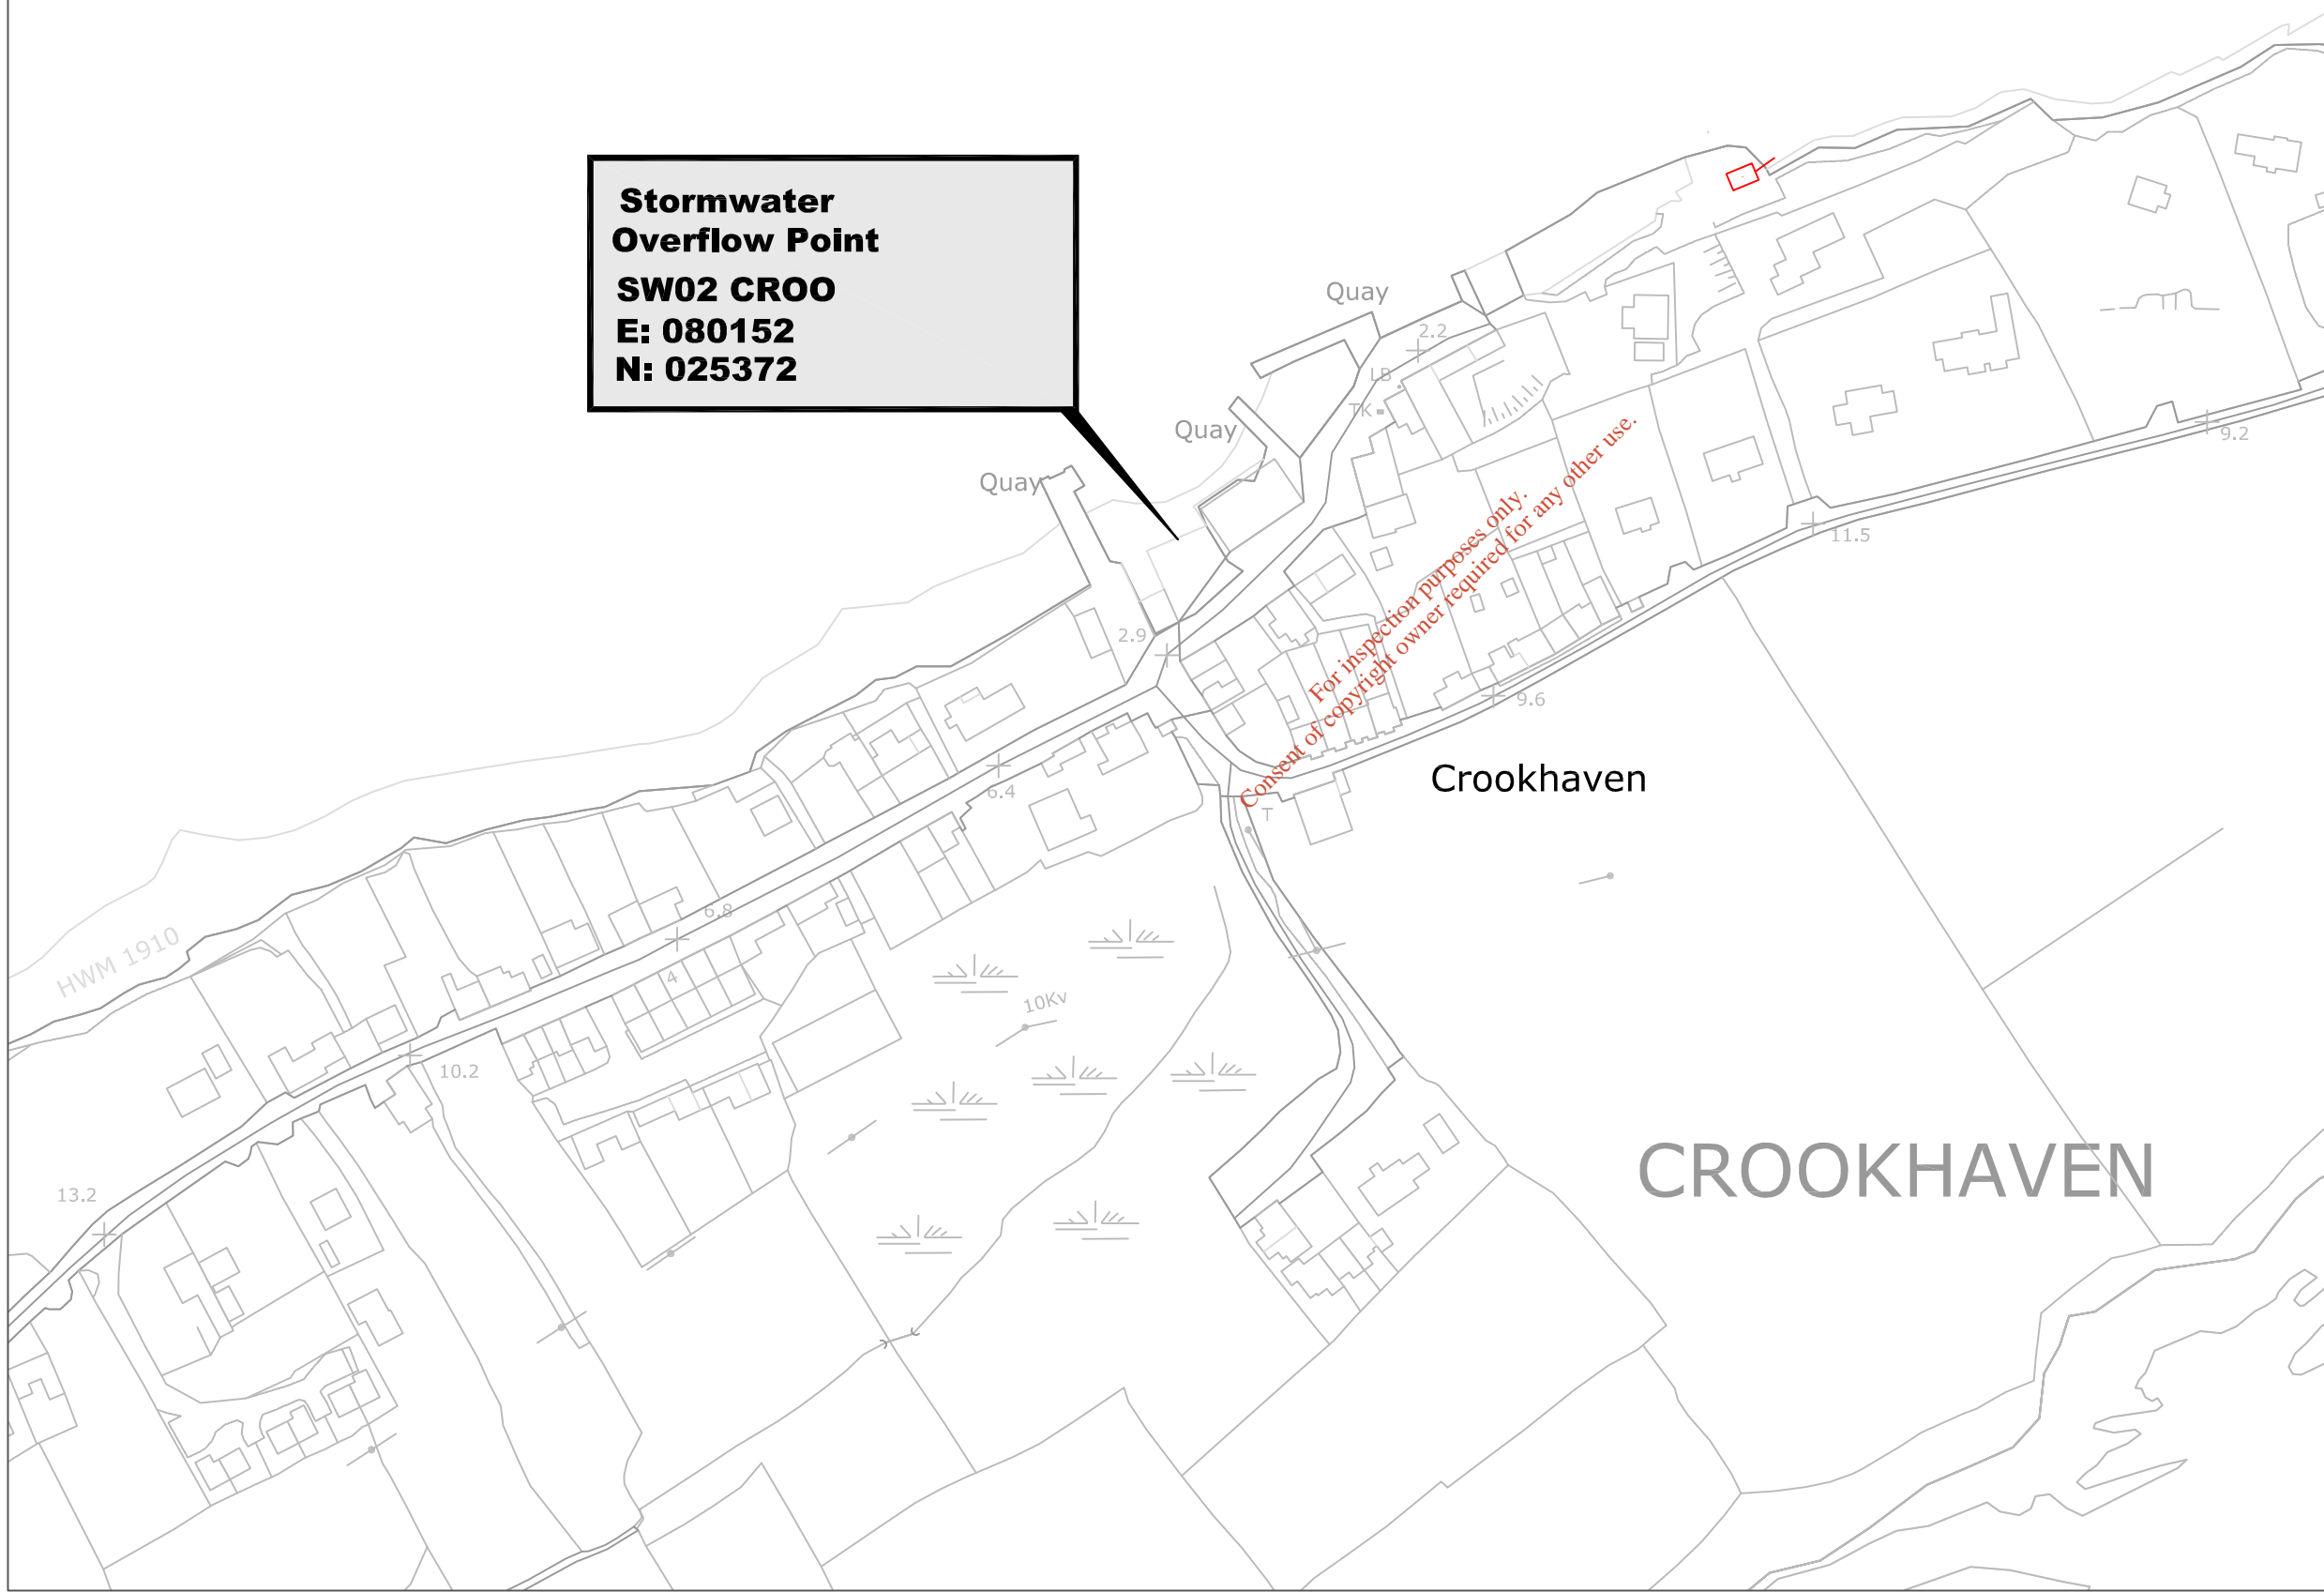 Stormwater
Overflow Point
SW02 CROO
E: 080152
N: 025372
Quay
2.2
LB
TK
Quay
9.2
Quay
11.5
For inspection purposes only.
Consent of copyright owner required for any other use.
2.9
9.6
Crookhaven
6.4
T
6.8
HWM 1910
4
10Kv
10.2
CROOKHAVEN
13.2